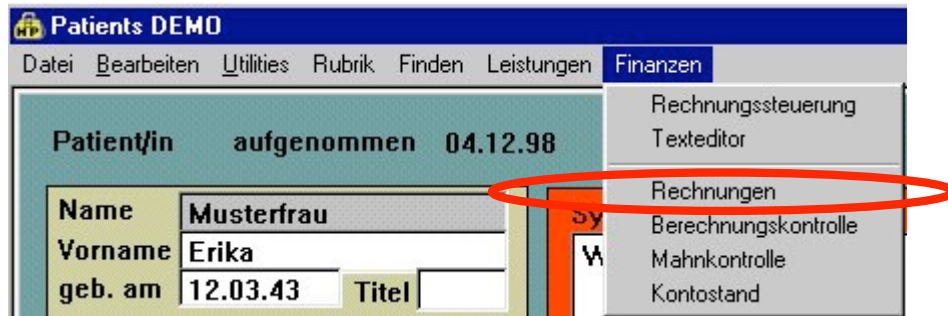 Patients DEMO
Datei Bearbeiten Utilities Rubrik Finden Leistungen Finanzen
Rechnungssteuerung
Texteditor
Rechnungen
Berechnungskontrolle
Mahnkontrolle
Kontostand
Patient/in aufgenommen 04.12.98
Name Musterfrau
Vorname Erika
geb. am 12.03.43 Titel
Sy
W